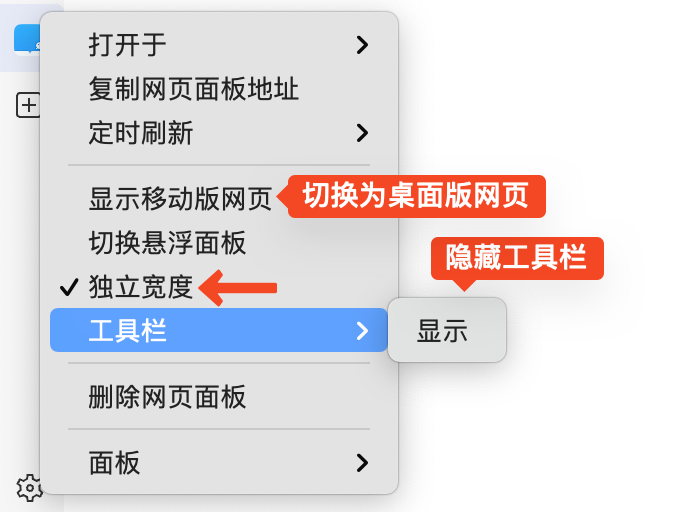 打开于
复制网页面板地址
定时刷新
显示移动版网页
切换为桌面版网页
切换悬浮面板
隐藏工具栏
独立宽度
工具栏
显示
删除网页面板
面板